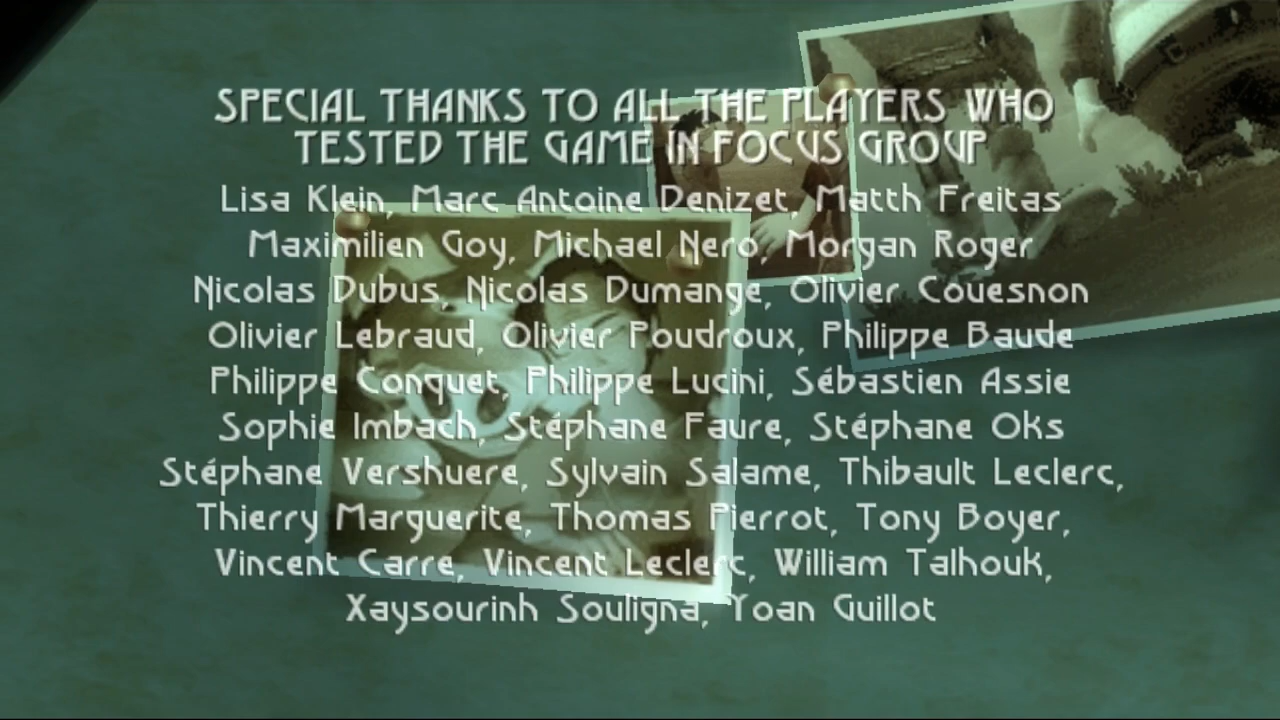 SPECIAL THANKS TO ALL THE PLAYERS WHO
TESTED THE GAME IN FOCUS GROUP
Lisa Klein, Marc Antoine Denizet, Matth Freitas
Maximilien Goy, Michael Nero, Morgan Roger
Nicolas Dubus, Nicolas Dumange, Olivier Couesnon
Olivier Lebraud, Olivier Poudroux, Philippe Baude
Philippe Conquet, Philippe Lucini, Sébastien Assie
Sophie Imbach, Stéphane Faure, Stéphane Oks
Stéphane Vershuere, Sylvain Salame, Thibault Leclerc,
Thierry Marguerite, Thomas Pierrot, Tony Boyer,
Vincent Carre, Vincent Leclerc, William Talhouk,
Xaysourinh Souligna, Yoan Guillot